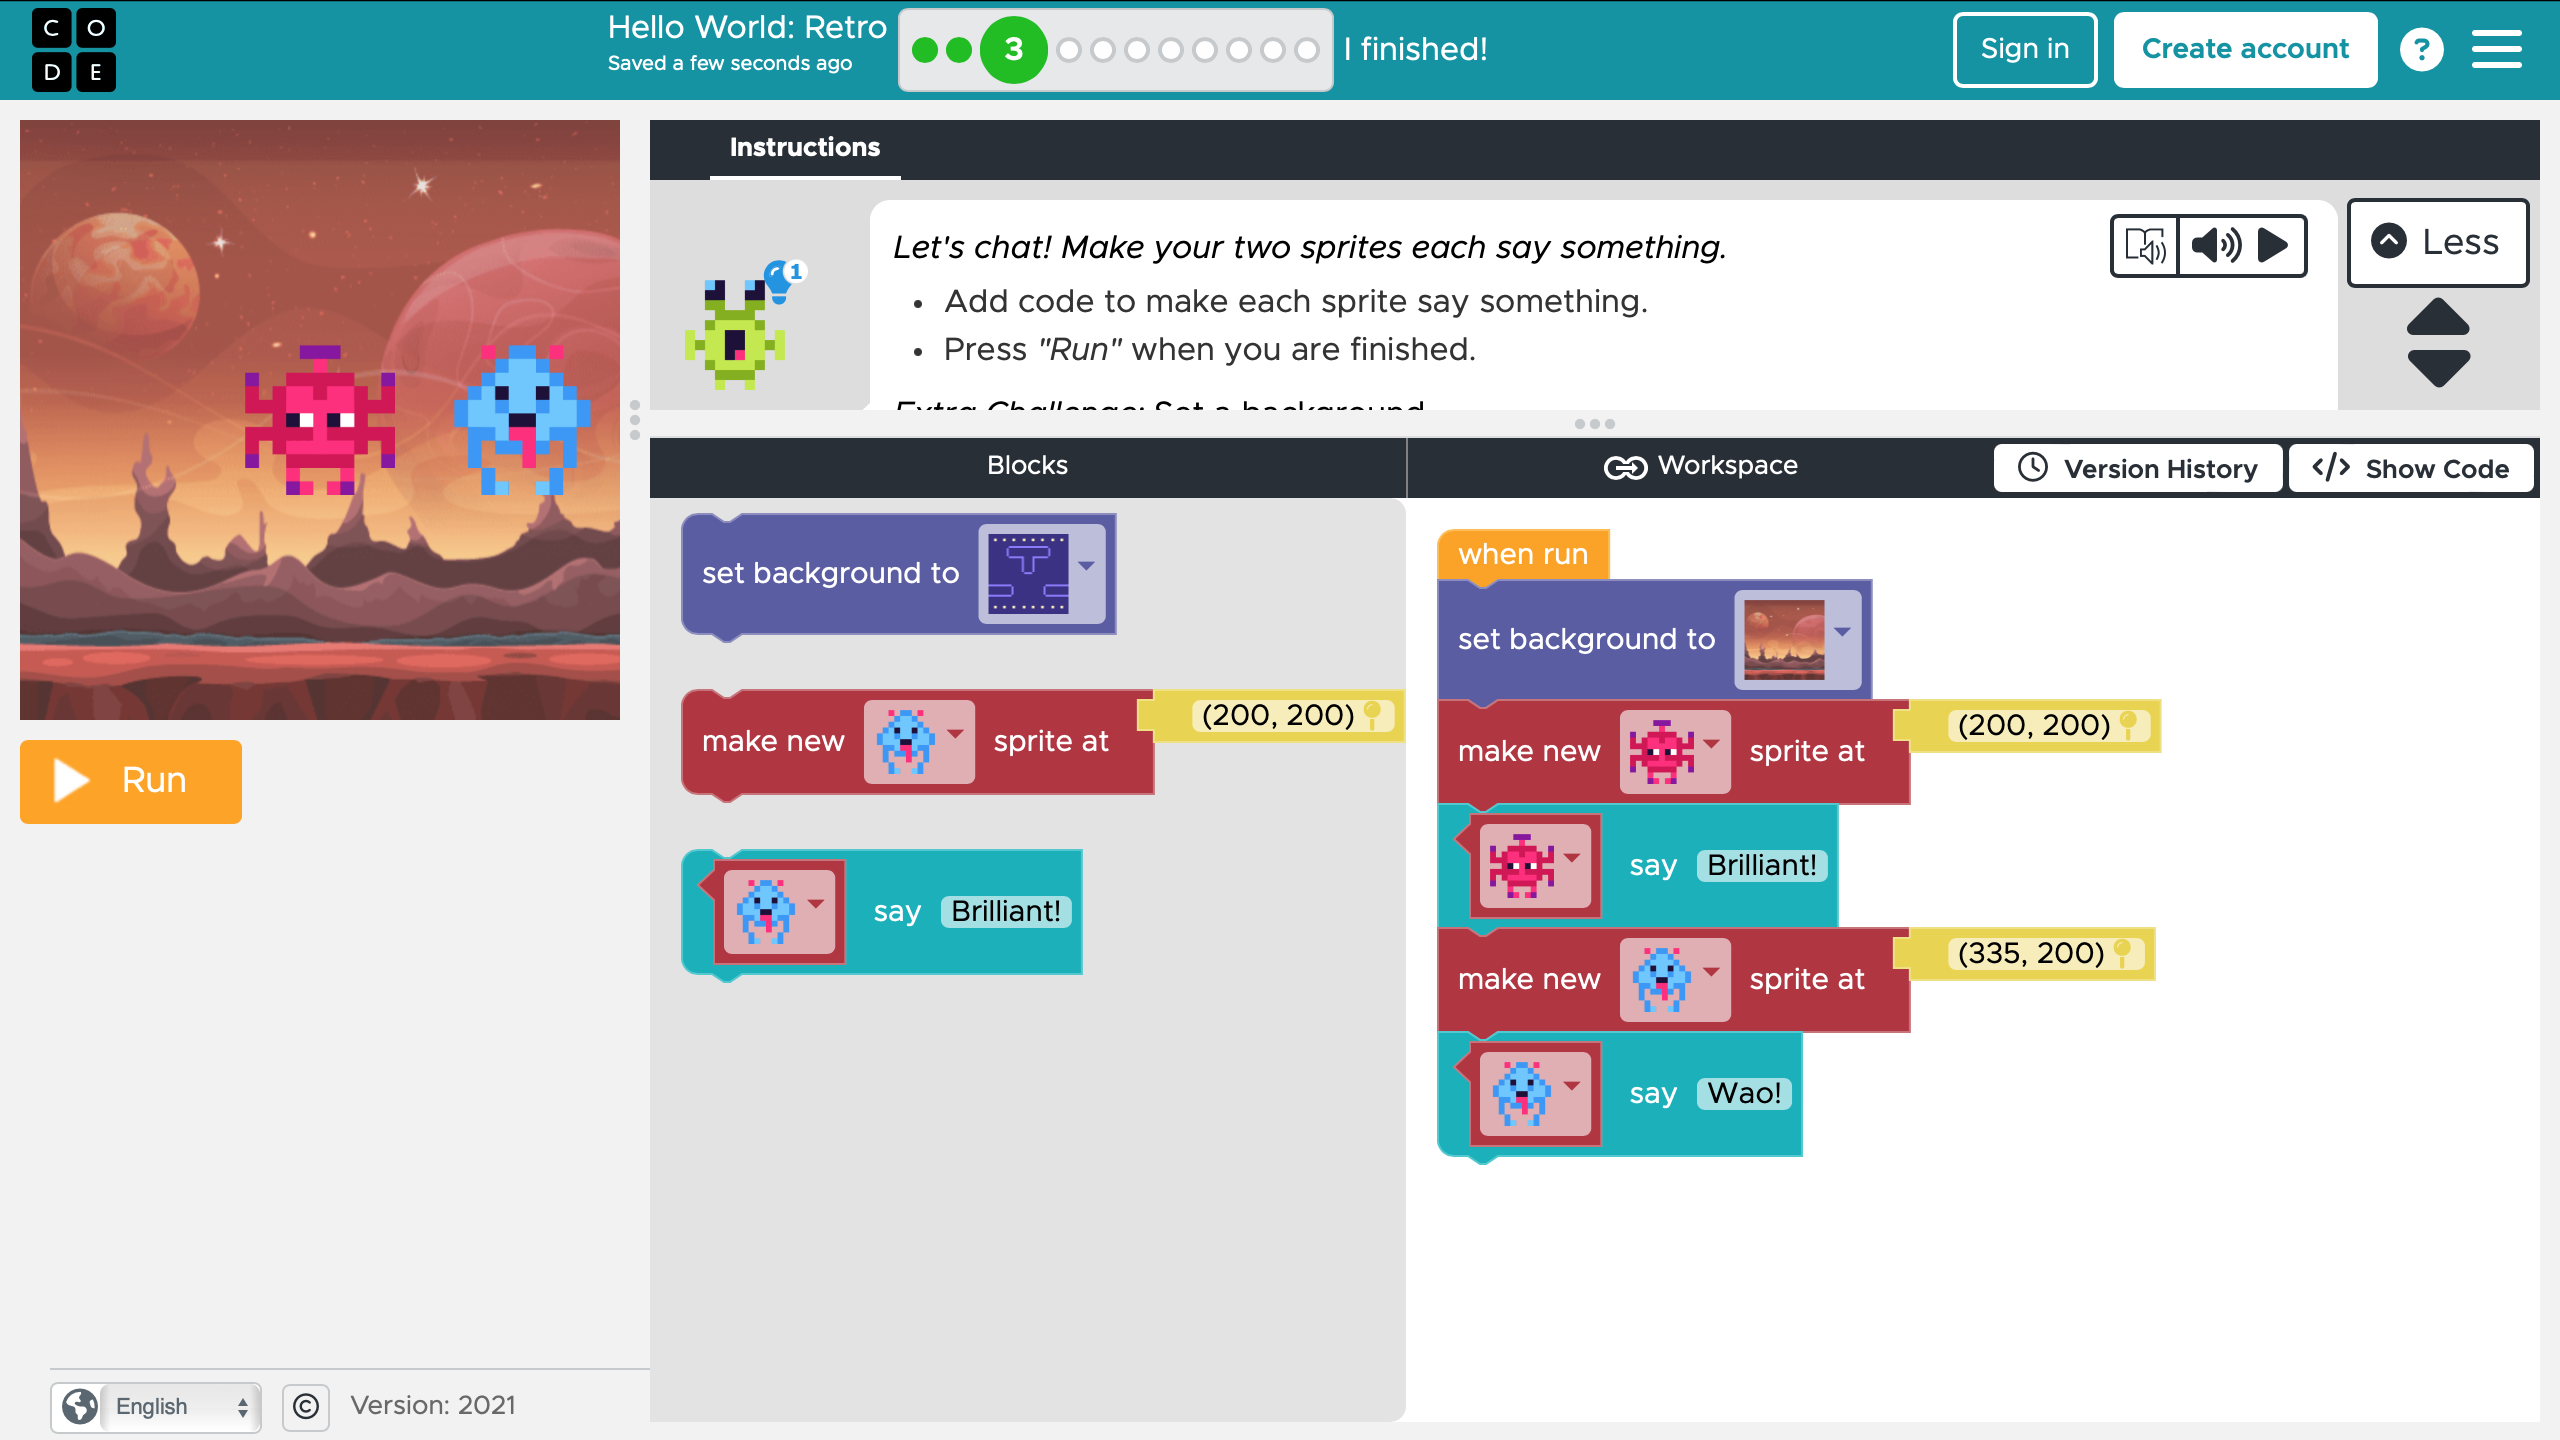 C O
D E
Hello World: Retro
Saved a few seconds ago
3
I finished!
Sign in
Create account
?
Instructions
1
Let's chat! Make your two sprites each say something.
• Add code to make each sprite say something.
• Press "Run" when you are finished.
Extra Challenge: Set a background.
Less
Blocks
Workspace
Version History
</> Show Code
set background to
make new sprite at (200, 200)
say Brilliant!
when run
set background to
make new sprite at (200, 200)
say Brilliant!
make new sprite at (335, 200)
say Wao!
Run
English
©
Version: 2021